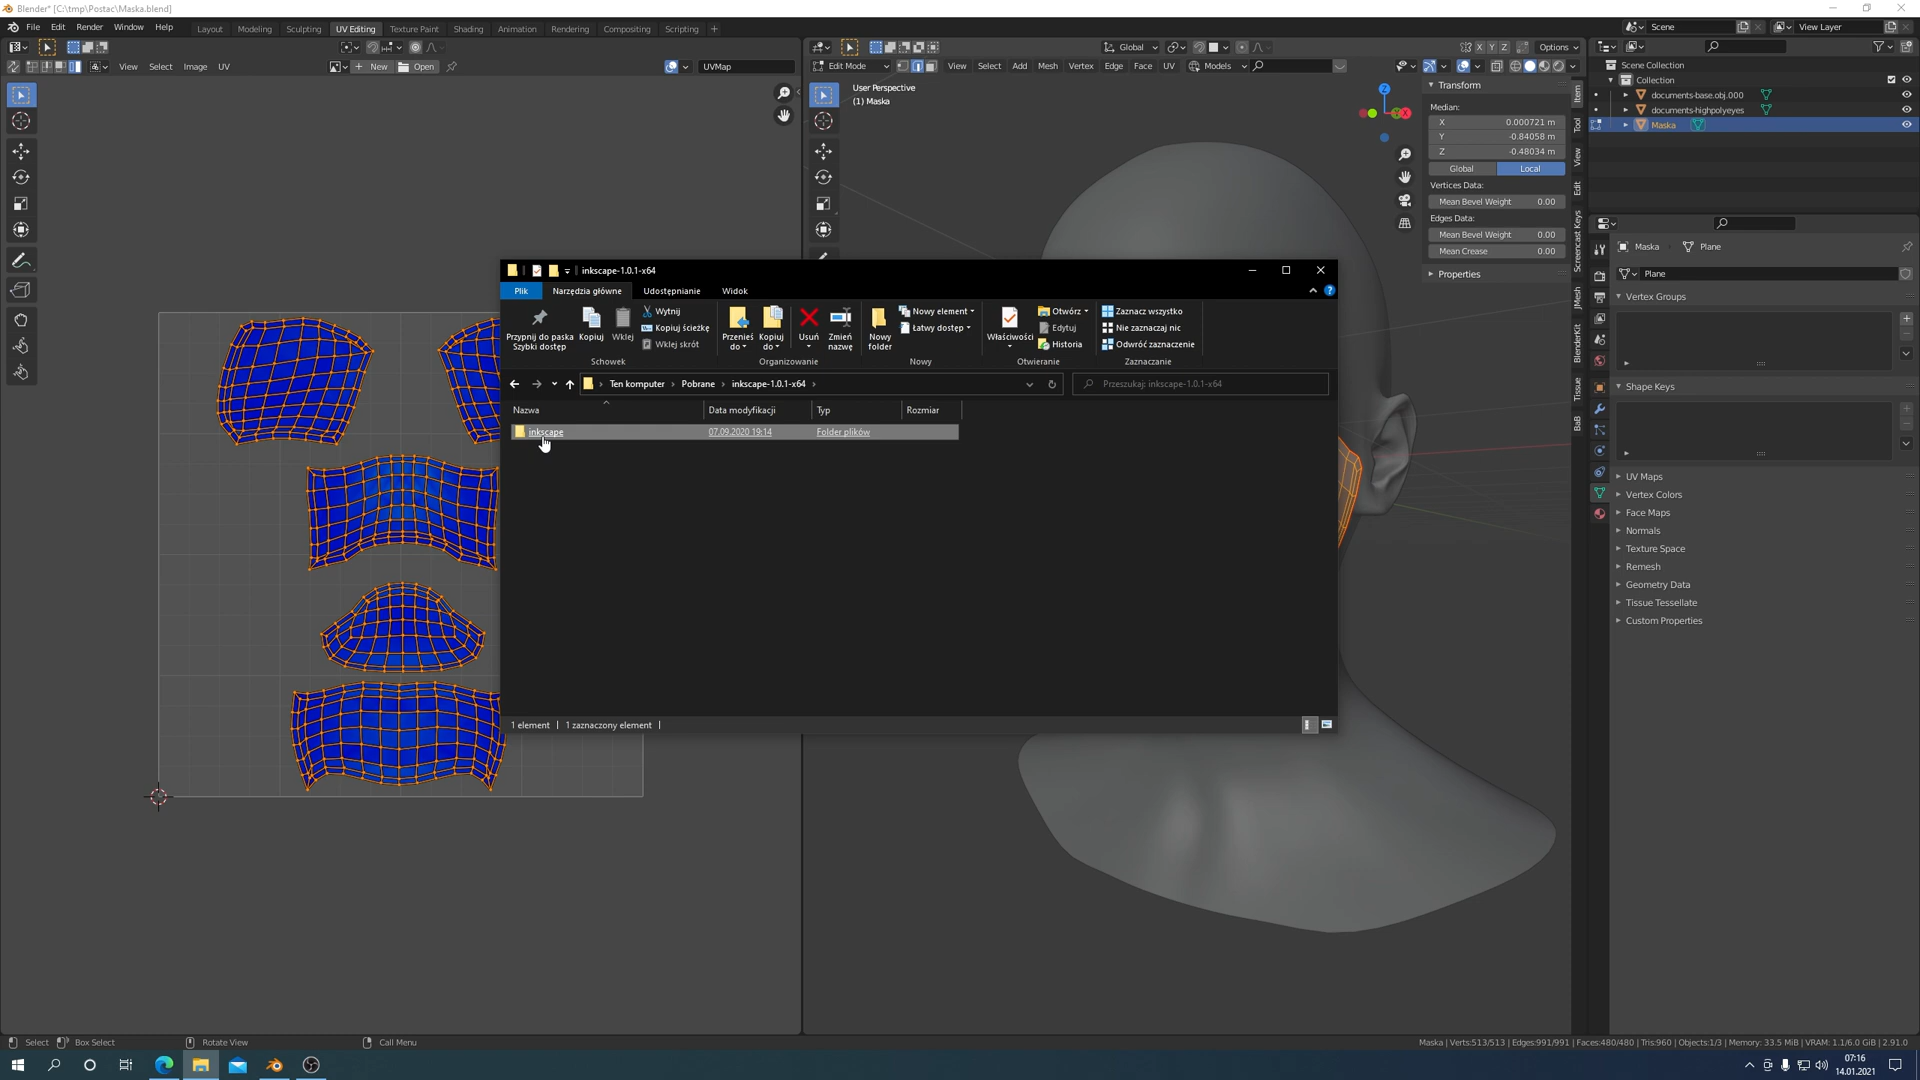 Blender* [C:\tmp\Postac\Maska.blend]
File Edit Render Window Help
Layout Modeling Sculpting UV Editing Texture Paint Shading Animation Rendering Compositing Scripting +
Scene
View Layer
Global
X Y Z
Options
View Select Image UV
New
Open
UVMap
Edit Mode
View Select Add Mesh Vertex Edge Face UV
Models
User Perspective
(1) Maska
Z
Transform
Median:
X 0.000721 m
Y -0.84058 m
Z -0.48034 m
Global Local
Vertices Data:
Mean Bevel Weight 0.00
Edges Data:
Mean Bevel Weight 0.00
Mean Crease 0.00
Properties
Item
Tool
View
Edit
Screencast Keys
JMesh
BlenderKit
Tissue
BaB
Scene Collection
Collection
documents-base.obj.000
documents-highpolyeyes
Maska
Maska Plane
Plane
Vertex Groups
Shape Keys
UV Maps
Vertex Colors
Face Maps
Normals
Texture Space
Remesh
Geometry Data
Tissue Tessellate
Custom Properties
inkscape-1.0.1-x64
Plik Narzędzia główne Udostępnianie Widok
Przypnij do paska Szybki dostęp
Kopiuj
Wklej
Wytnij
Kopiuj ścieżkę
Wklej skrót
Schowek
Przenieś do
Kopiuj do
Usuń
Zmień nazwę
Organizowanie
Nowy folder
Nowy element
Łatwy dostęp
Nowy
Właściwości
Otwórz
Edytuj
Historia
Otwieranie
Zaznacz wszystko
Nie zaznaczaj nic
Odwróć zaznaczenie
Zaznaczanie
Ten komputer › Pobrane › inkscape-1.0.1-x64 ›
Przeszukaj: inkscape-1.0.1-x64
Nazwa Data modyfikacji Typ Rozmiar
inkscape 07.09.2020 19:14 Folder plików
1 element 1 zaznaczony element
Select Box Select Rotate View Call Menu
Maska | Verts:513/513 | Edges:991/991 | Faces:480/480 | Tris:960 | Objects:1/3 | Memory: 33.5 MiB | VRAM: 1.1/6.0 GiB | 2.91.0
07:16
14.01.2021